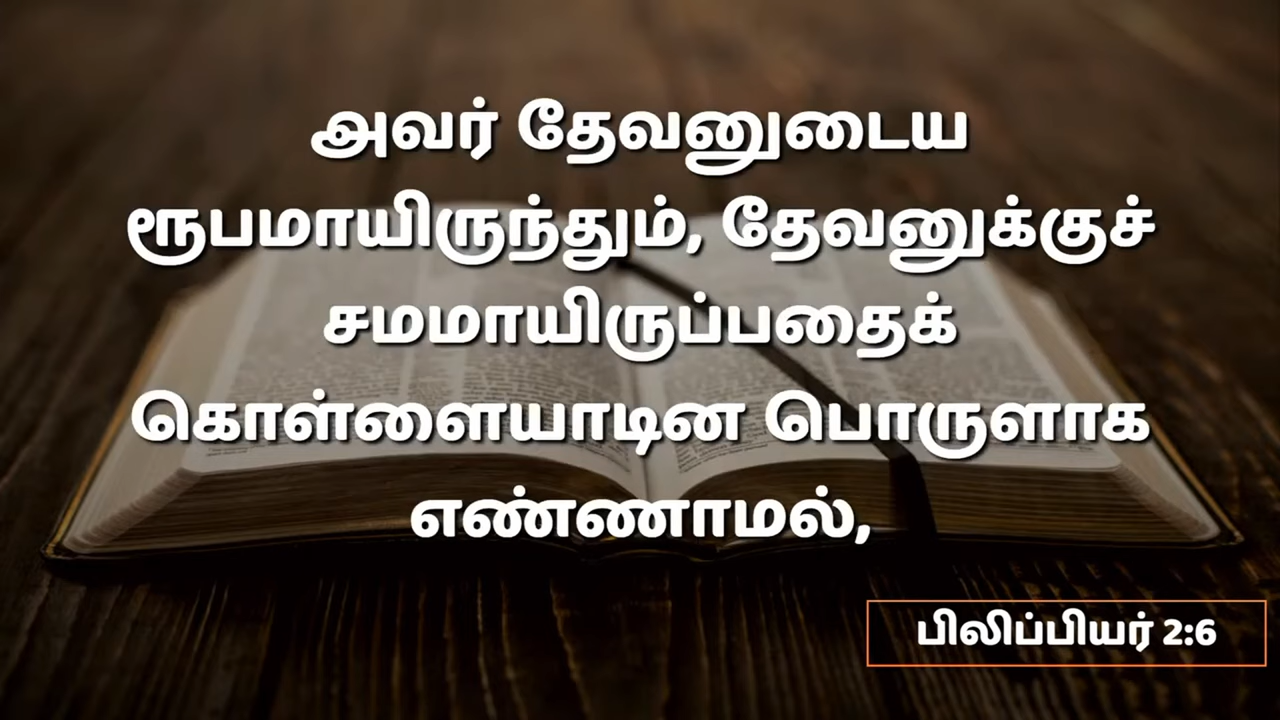 அவர் தேவனுடைய
ரூபமாயிருந்தும், தேவனுக்குச்
சமமாயிருப்பதைக்
கொள்ளையாடின பொருளாக
எண்ணாமல்,
பிலிப்பியர் 2:6